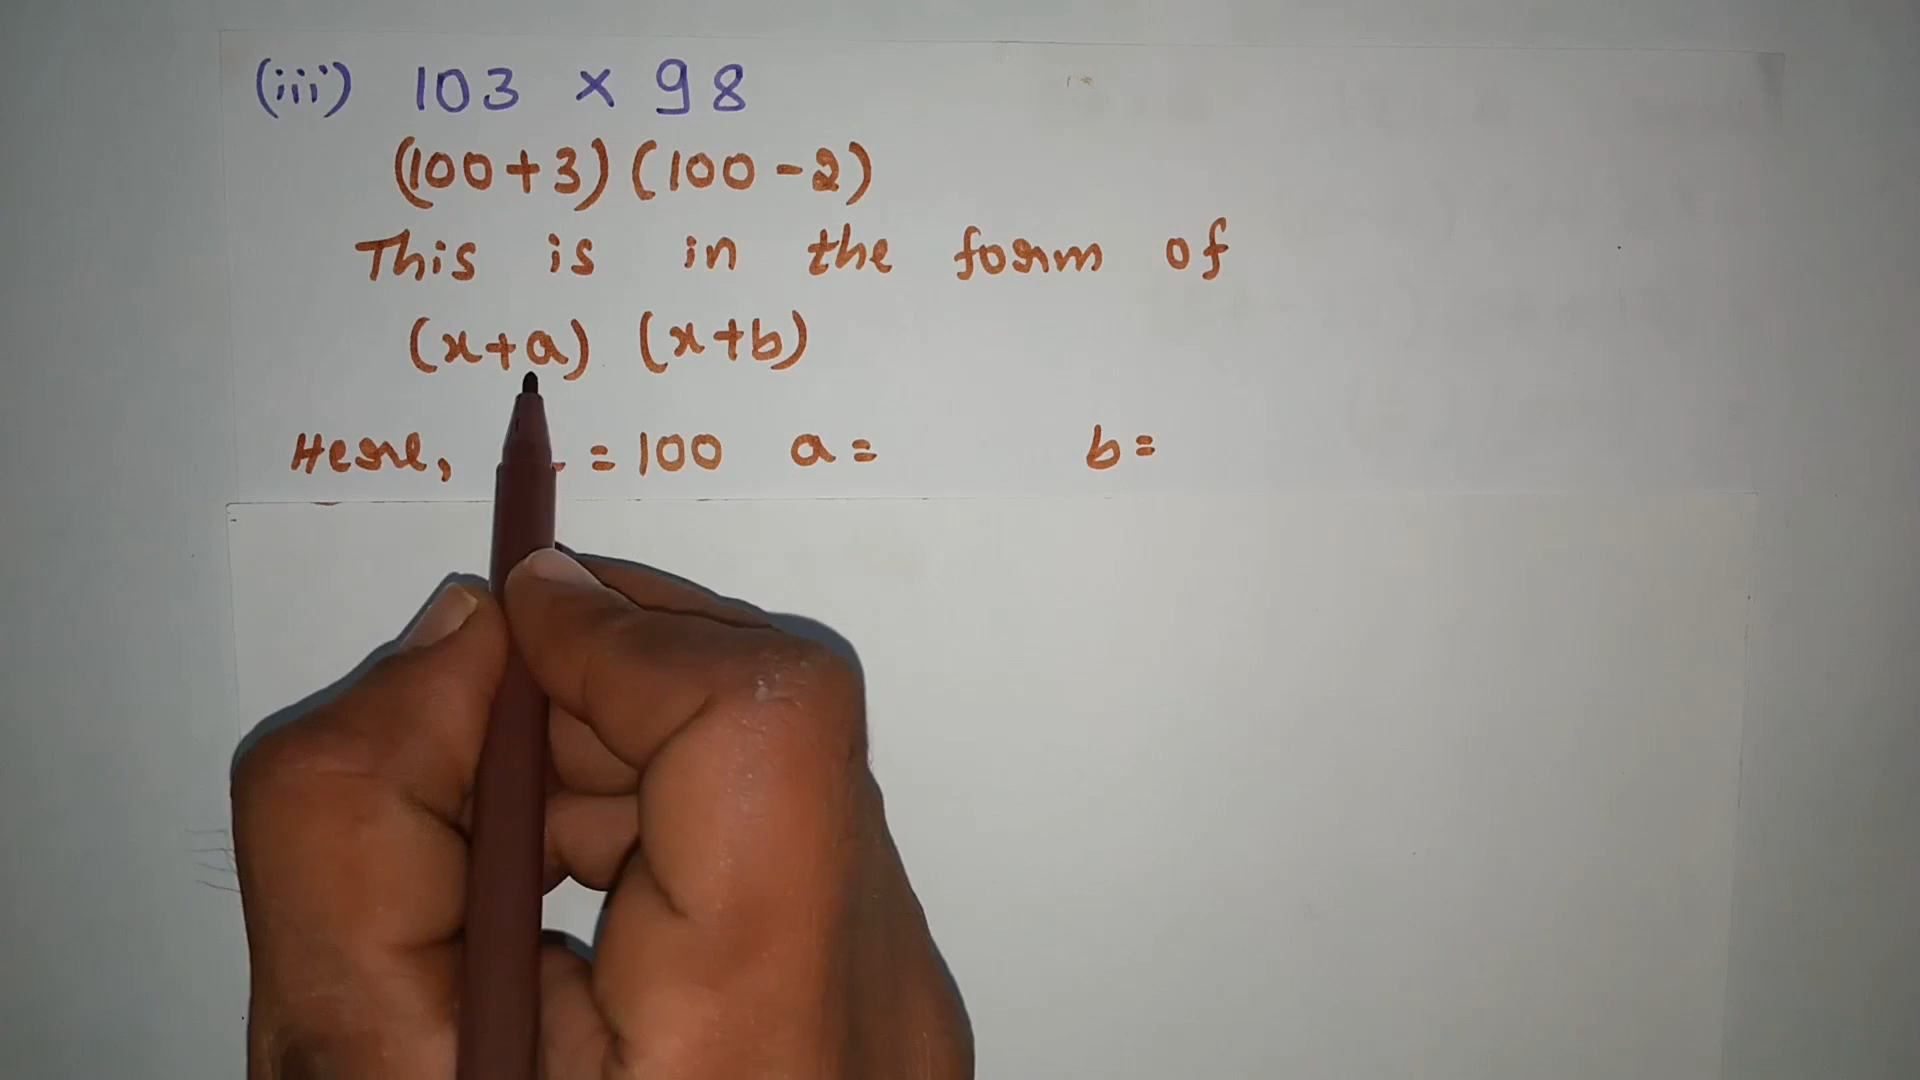 (iii) 103 × 98
(100+3) (100-2)
This is in the form of
(x+a) (x+b)
Here, = 100 a = b =